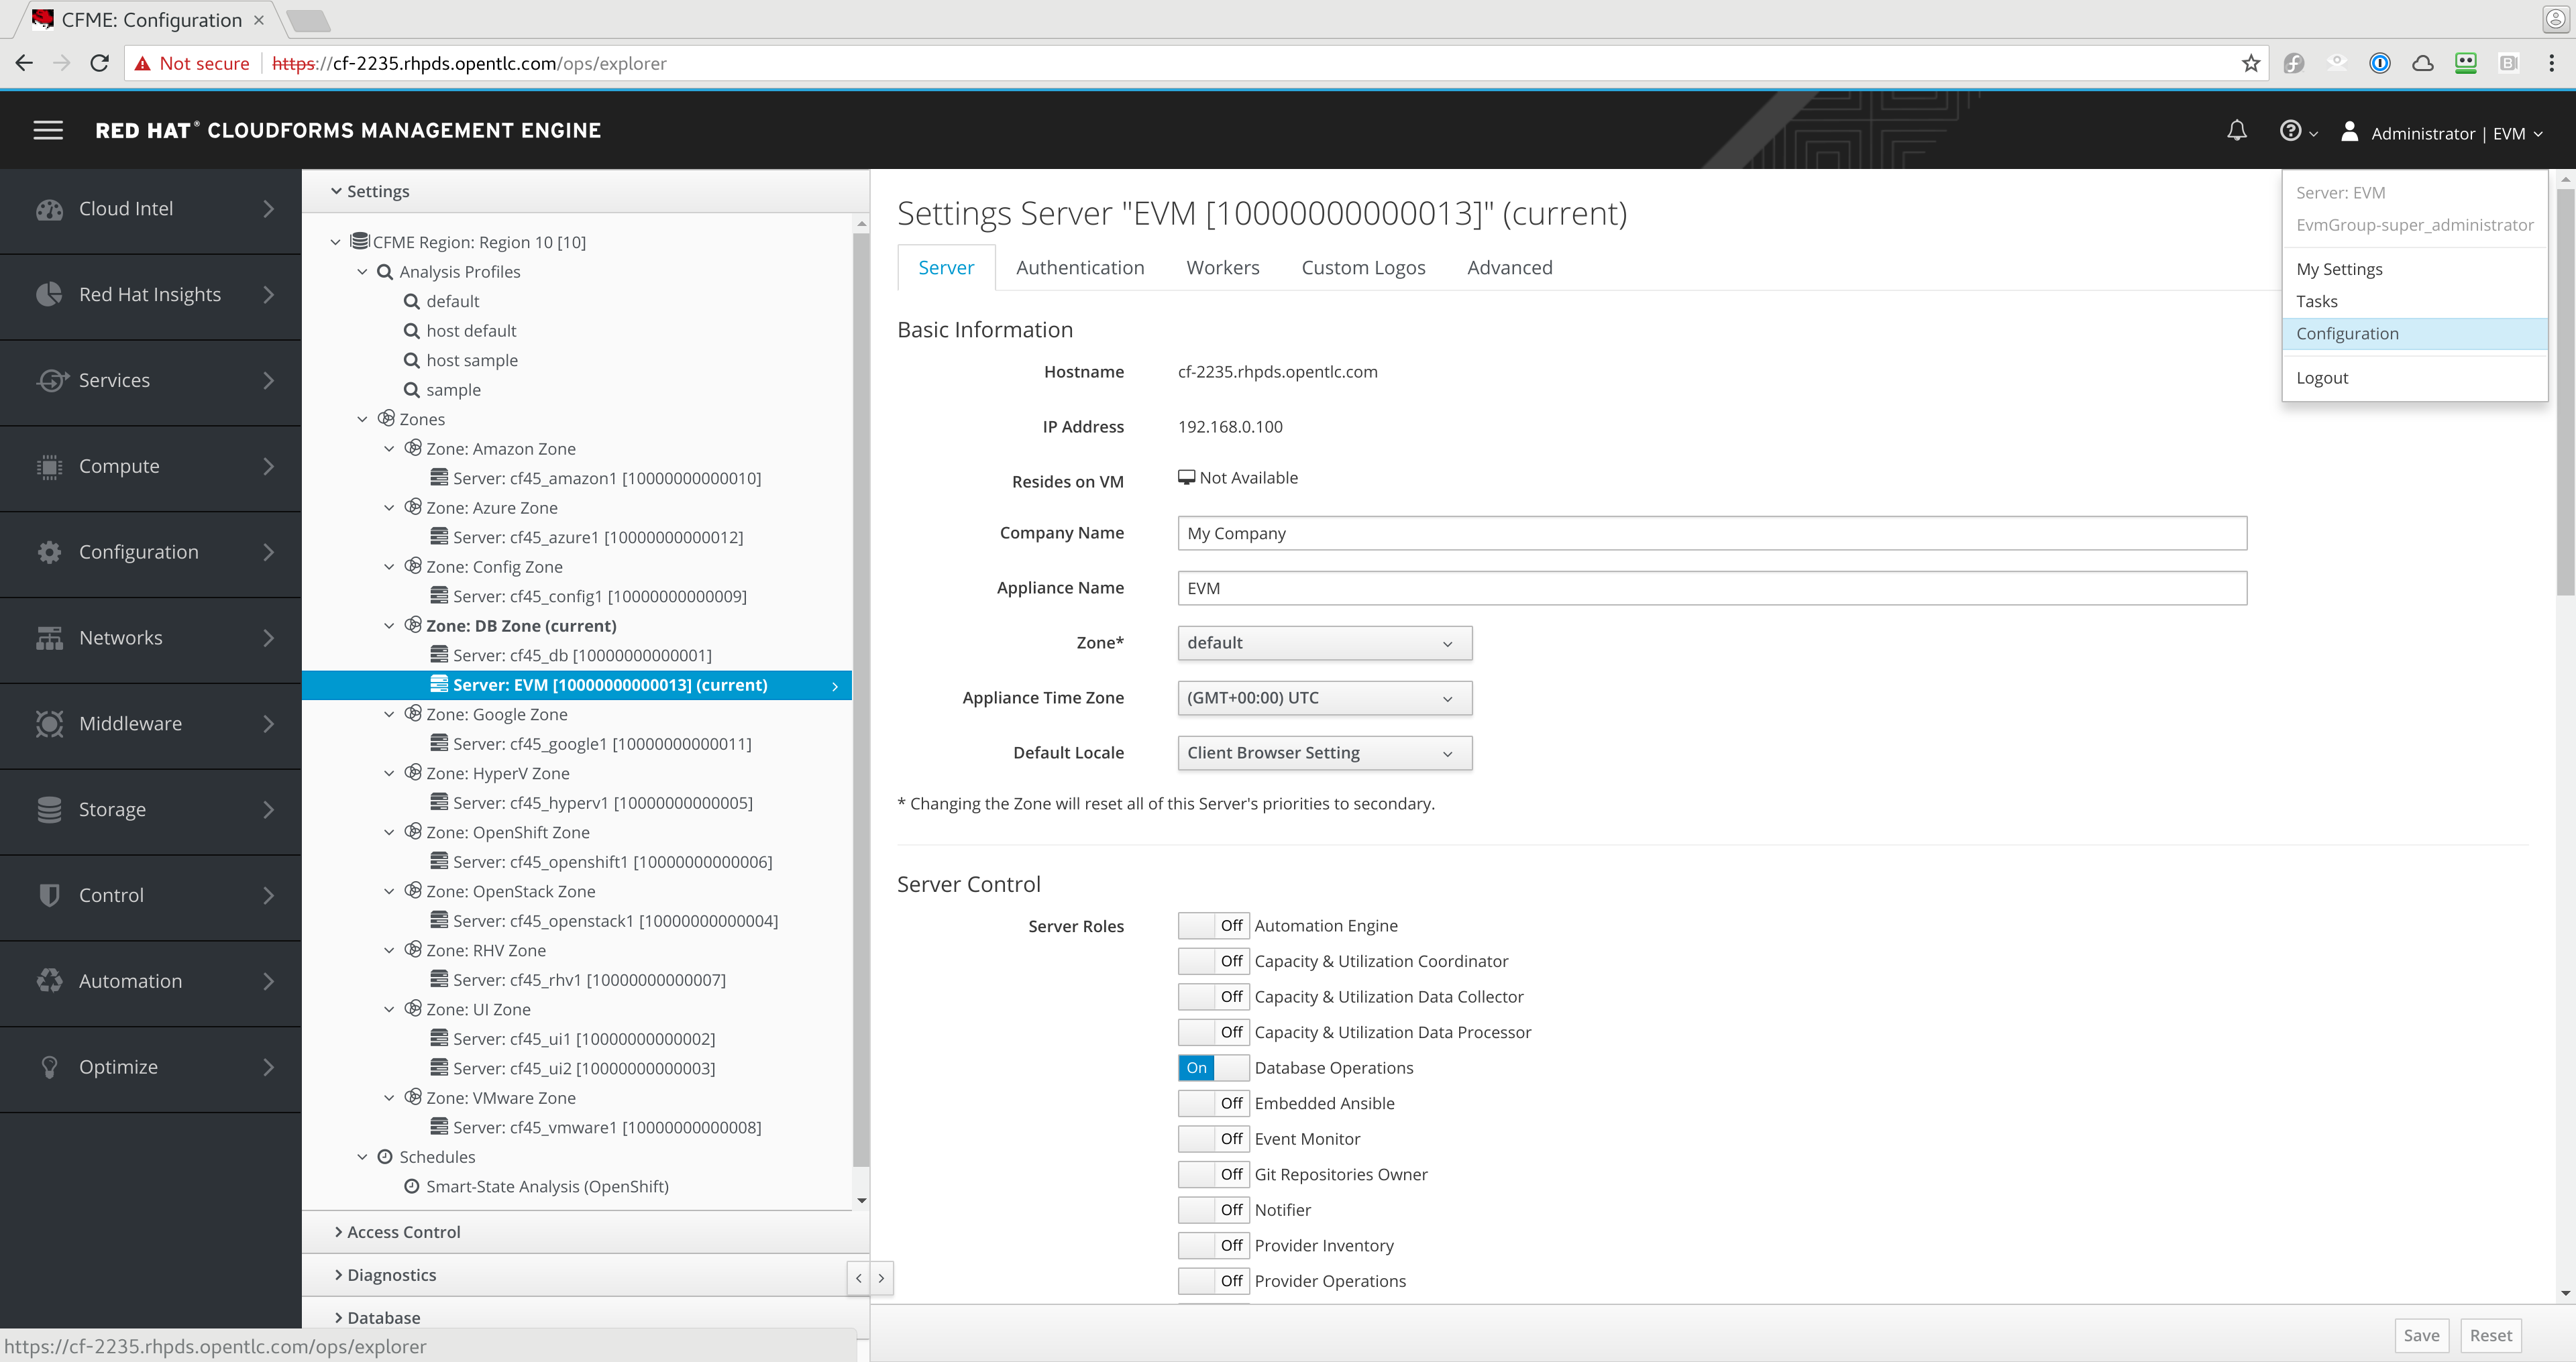 CFME: Configuration
Not secure https://cf-2235.rhpds.opentlc.com/ops/explorer
RED HAT® CLOUDFORMS MANAGEMENT ENGINE
Administrator | EVM
Server: EVM
EvmGroup-super_administrator
My Settings
Tasks
Configuration
Logout
Cloud Intel
Red Hat Insights
Services
Compute
Configuration
Networks
Middleware
Storage
Control
Automation
Optimize
Settings
CFME Region: Region 10 [10]
Analysis Profiles
default
host default
host sample
sample
Zones
Zone: Amazon Zone
Server: cf45_amazon1 [10000000000010]
Zone: Azure Zone
Server: cf45_azure1 [10000000000012]
Zone: Config Zone
Server: cf45_config1 [10000000000009]
Zone: DB Zone (current)
Server: cf45_db [10000000000001]
Server: EVM [10000000000013] (current)
Zone: Google Zone
Server: cf45_google1 [10000000000011]
Zone: HyperV Zone
Server: cf45_hyperv1 [10000000000005]
Zone: OpenShift Zone
Server: cf45_openshift1 [10000000000006]
Zone: OpenStack Zone
Server: cf45_openstack1 [10000000000004]
Zone: RHV Zone
Server: cf45_rhv1 [10000000000007]
Zone: UI Zone
Server: cf45_ui1 [10000000000002]
Server: cf45_ui2 [10000000000003]
Zone: VMware Zone
Server: cf45_vmware1 [10000000000008]
Schedules
Smart-State Analysis (OpenShift)
Access Control
Diagnostics
Database
Settings Server "EVM [10000000000013]" (current)
Server Authentication Workers Custom Logos Advanced
Basic Information
Hostname cf-2235.rhpds.opentlc.com
IP Address 192.168.0.100
Resides on VM Not Available
Company Name My Company
Appliance Name EVM
Zone* default
Appliance Time Zone (GMT+00:00) UTC
Default Locale Client Browser Setting
* Changing the Zone will reset all of this Server's priorities to secondary.
Server Control
Server Roles Off Automation Engine
Off Capacity & Utilization Coordinator
Off Capacity & Utilization Data Collector
Off Capacity & Utilization Data Processor
On Database Operations
Off Embedded Ansible
Off Event Monitor
Off Git Repositories Owner
Off Notifier
Off Provider Inventory
Off Provider Operations
Save Reset
https://cf-2235.rhpds.opentlc.com/ops/explorer